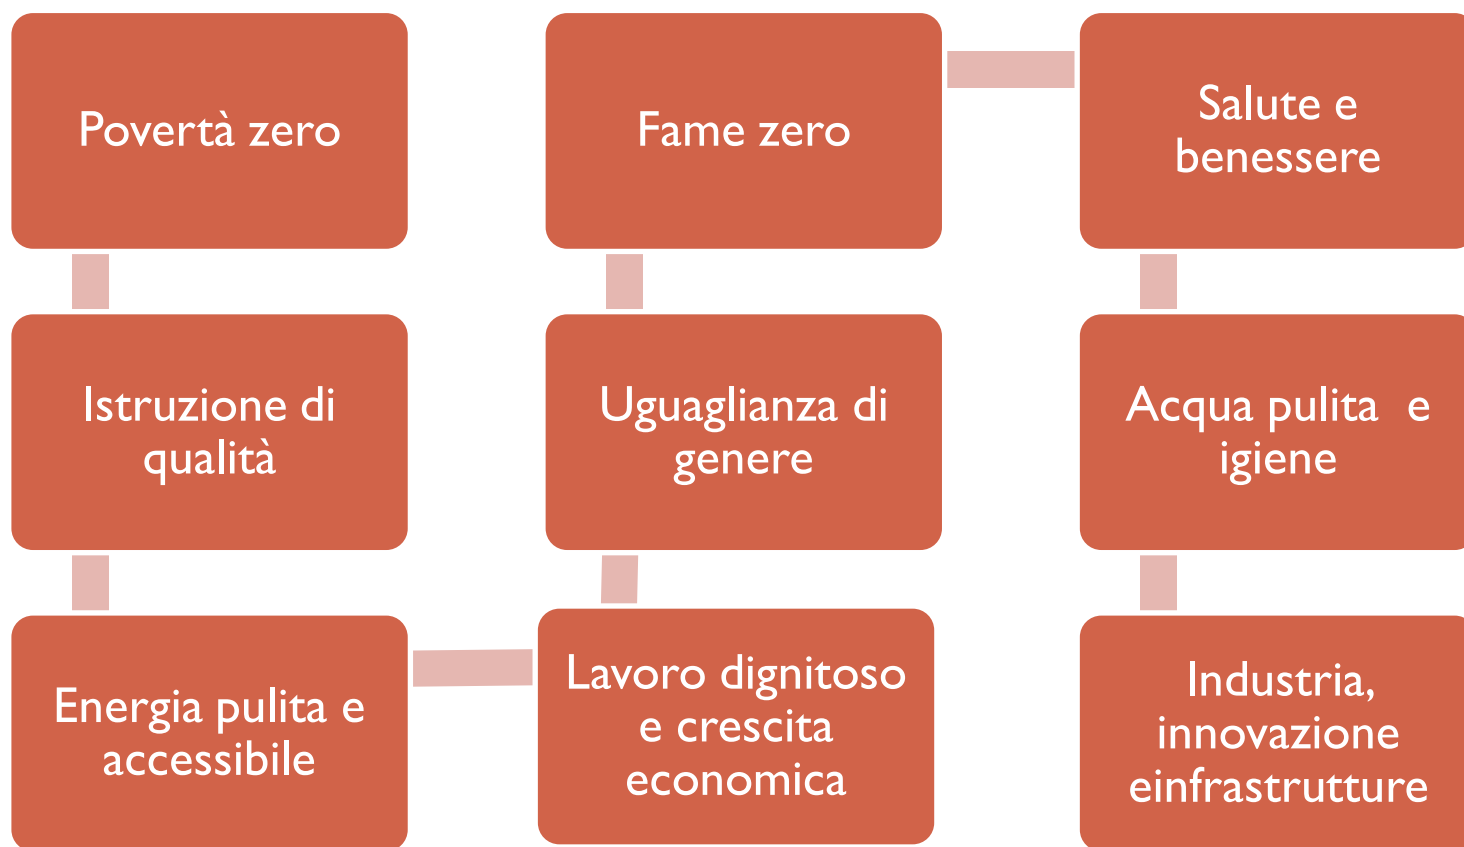 Povertà zero
Fame zero
Salute e
benessere
Istruzione di
qualità
Uguaglianza di
genere
Acqua pulita  e
igiene
Energia pulita e
accessibile
Lavoro dignitoso
e crescita
economica
Industria,
innovazione
einfrastrutture